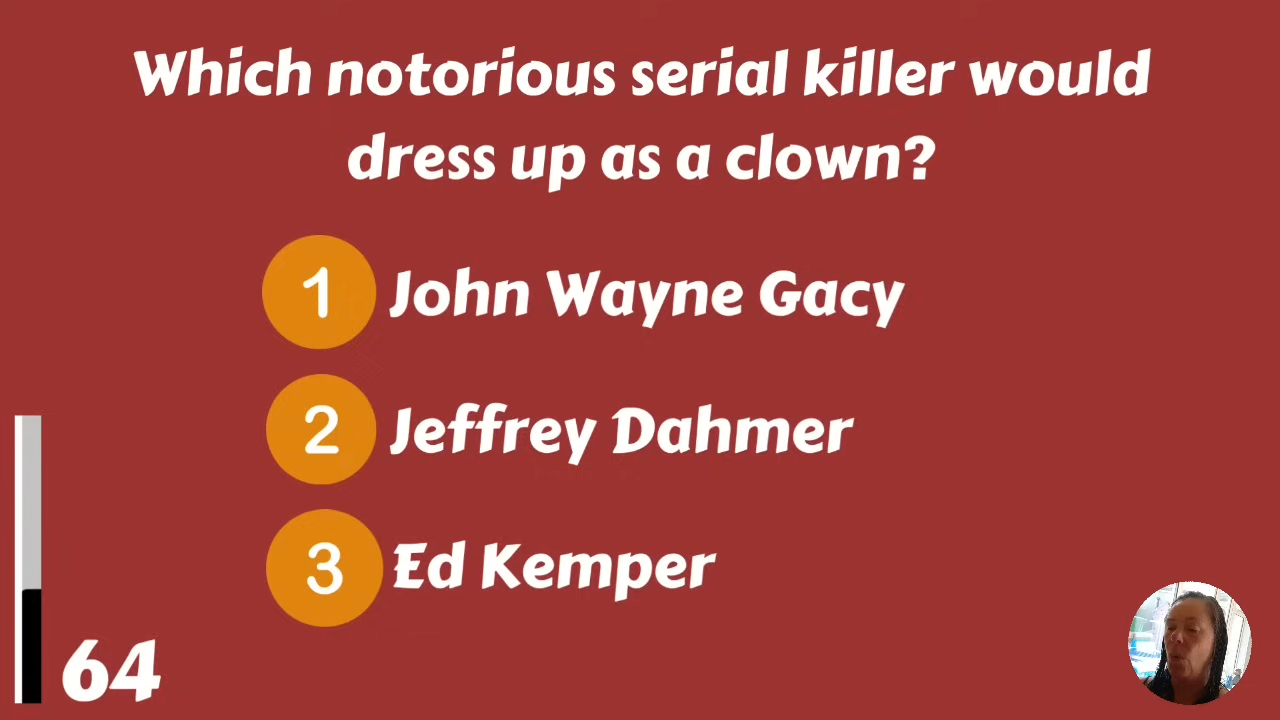 Which notorious serial killer would
dress up as a clown?
1 John Wayne Gacy
2 Jeffrey Dahmer
3 Ed Kemper
64